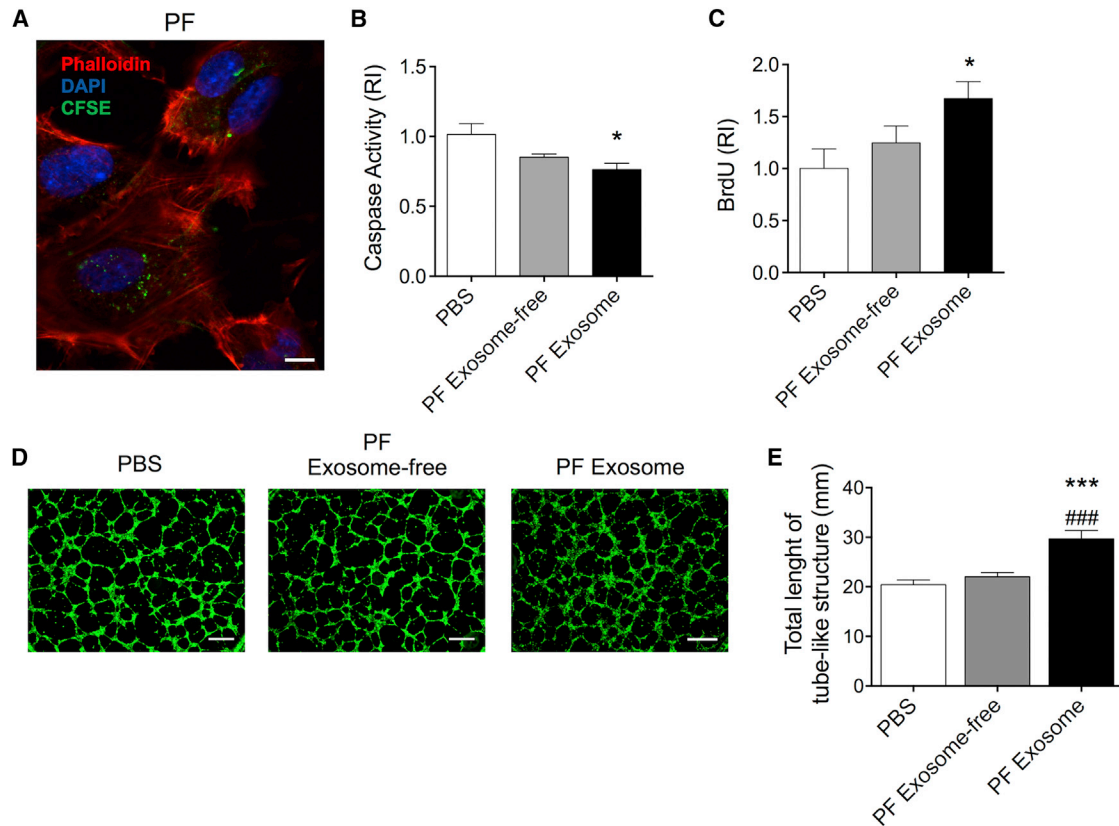 A
PF
Phalloidin
DAPI
CFSE
B
Caspase Activity (RI)
1.5
1.0
0.5
0.0
PBS
PF Exosome-free
PF Exosome
*
C
BrdU (RI)
2.0
1.5
1.0
0.5
0.0
PBS
PF Exosome-free
PF Exosome
*
D
PBS
PF
Exosome-free
PF Exosome
E
Total lenght of
tube-like structure (mm)
40
30
20
10
0
PBS
PF Exosome-free
PF Exosome
***
###